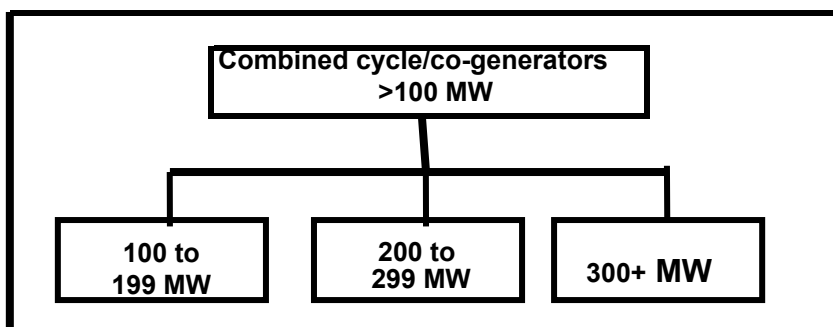 Combined cycle/co-generators
>100 MW
100 to
199 MW
200 to
299 MW
300+ MW